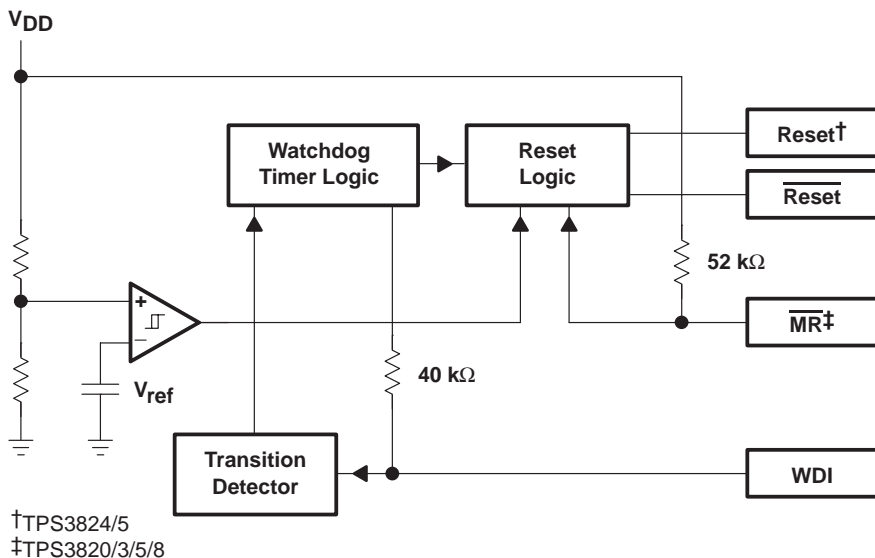 VDD
Watchdog
Timer Logic
Reset
Logic
Reset†
Reset
52 kΩ
MR‡
+
−
Vref
40 kΩ
Transition
Detector
WDI
†TPS3824/5
‡TPS3820/3/5/8